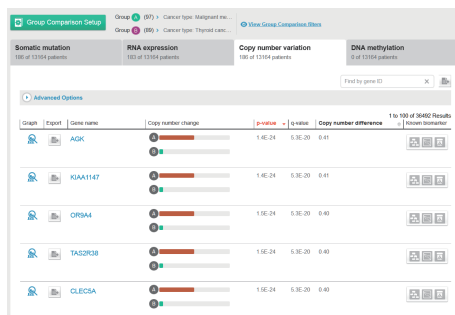 Group Comparison Setup
Group A (97) > Cancer type: Malignant me...
Group B (89) > Cancer type: Thyroid canc...
View Group Comparison filters
Somatic mutation
186 of 13164 patients
RNA expression
183 of 13164 patients
Copy number variation
186 of 13164 patients
DNA methylation
0 of 13164 patients
Find by gene ID X
Advanced Options
1 to 100 of 36492 Results
Graph Export Gene name Copy number change p-value q-value Copy number difference Known biomarker
AGK A 1.4E-24 5.3E-20 0.41
B
KIAA1147 A 1.4E-24 5.3E-20 0.41
B
OR9A4 A 1.5E-24 5.3E-20 0.40
B
TAS2R38 A 1.5E-24 5.3E-20 0.40
B
CLEC5A A 1.5E-24 5.3E-20 0.40
B